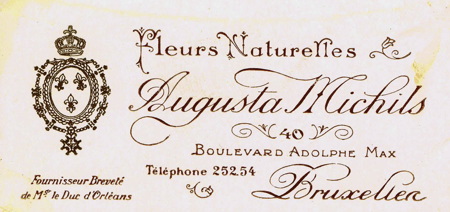 Fleurs Naturelles
Augusta Michils
40
Boulevard Adolphe Max
Téléphone 252.54
Bruxelles
Fournisseur Breveté
de Mgr le Duc d'Orléans